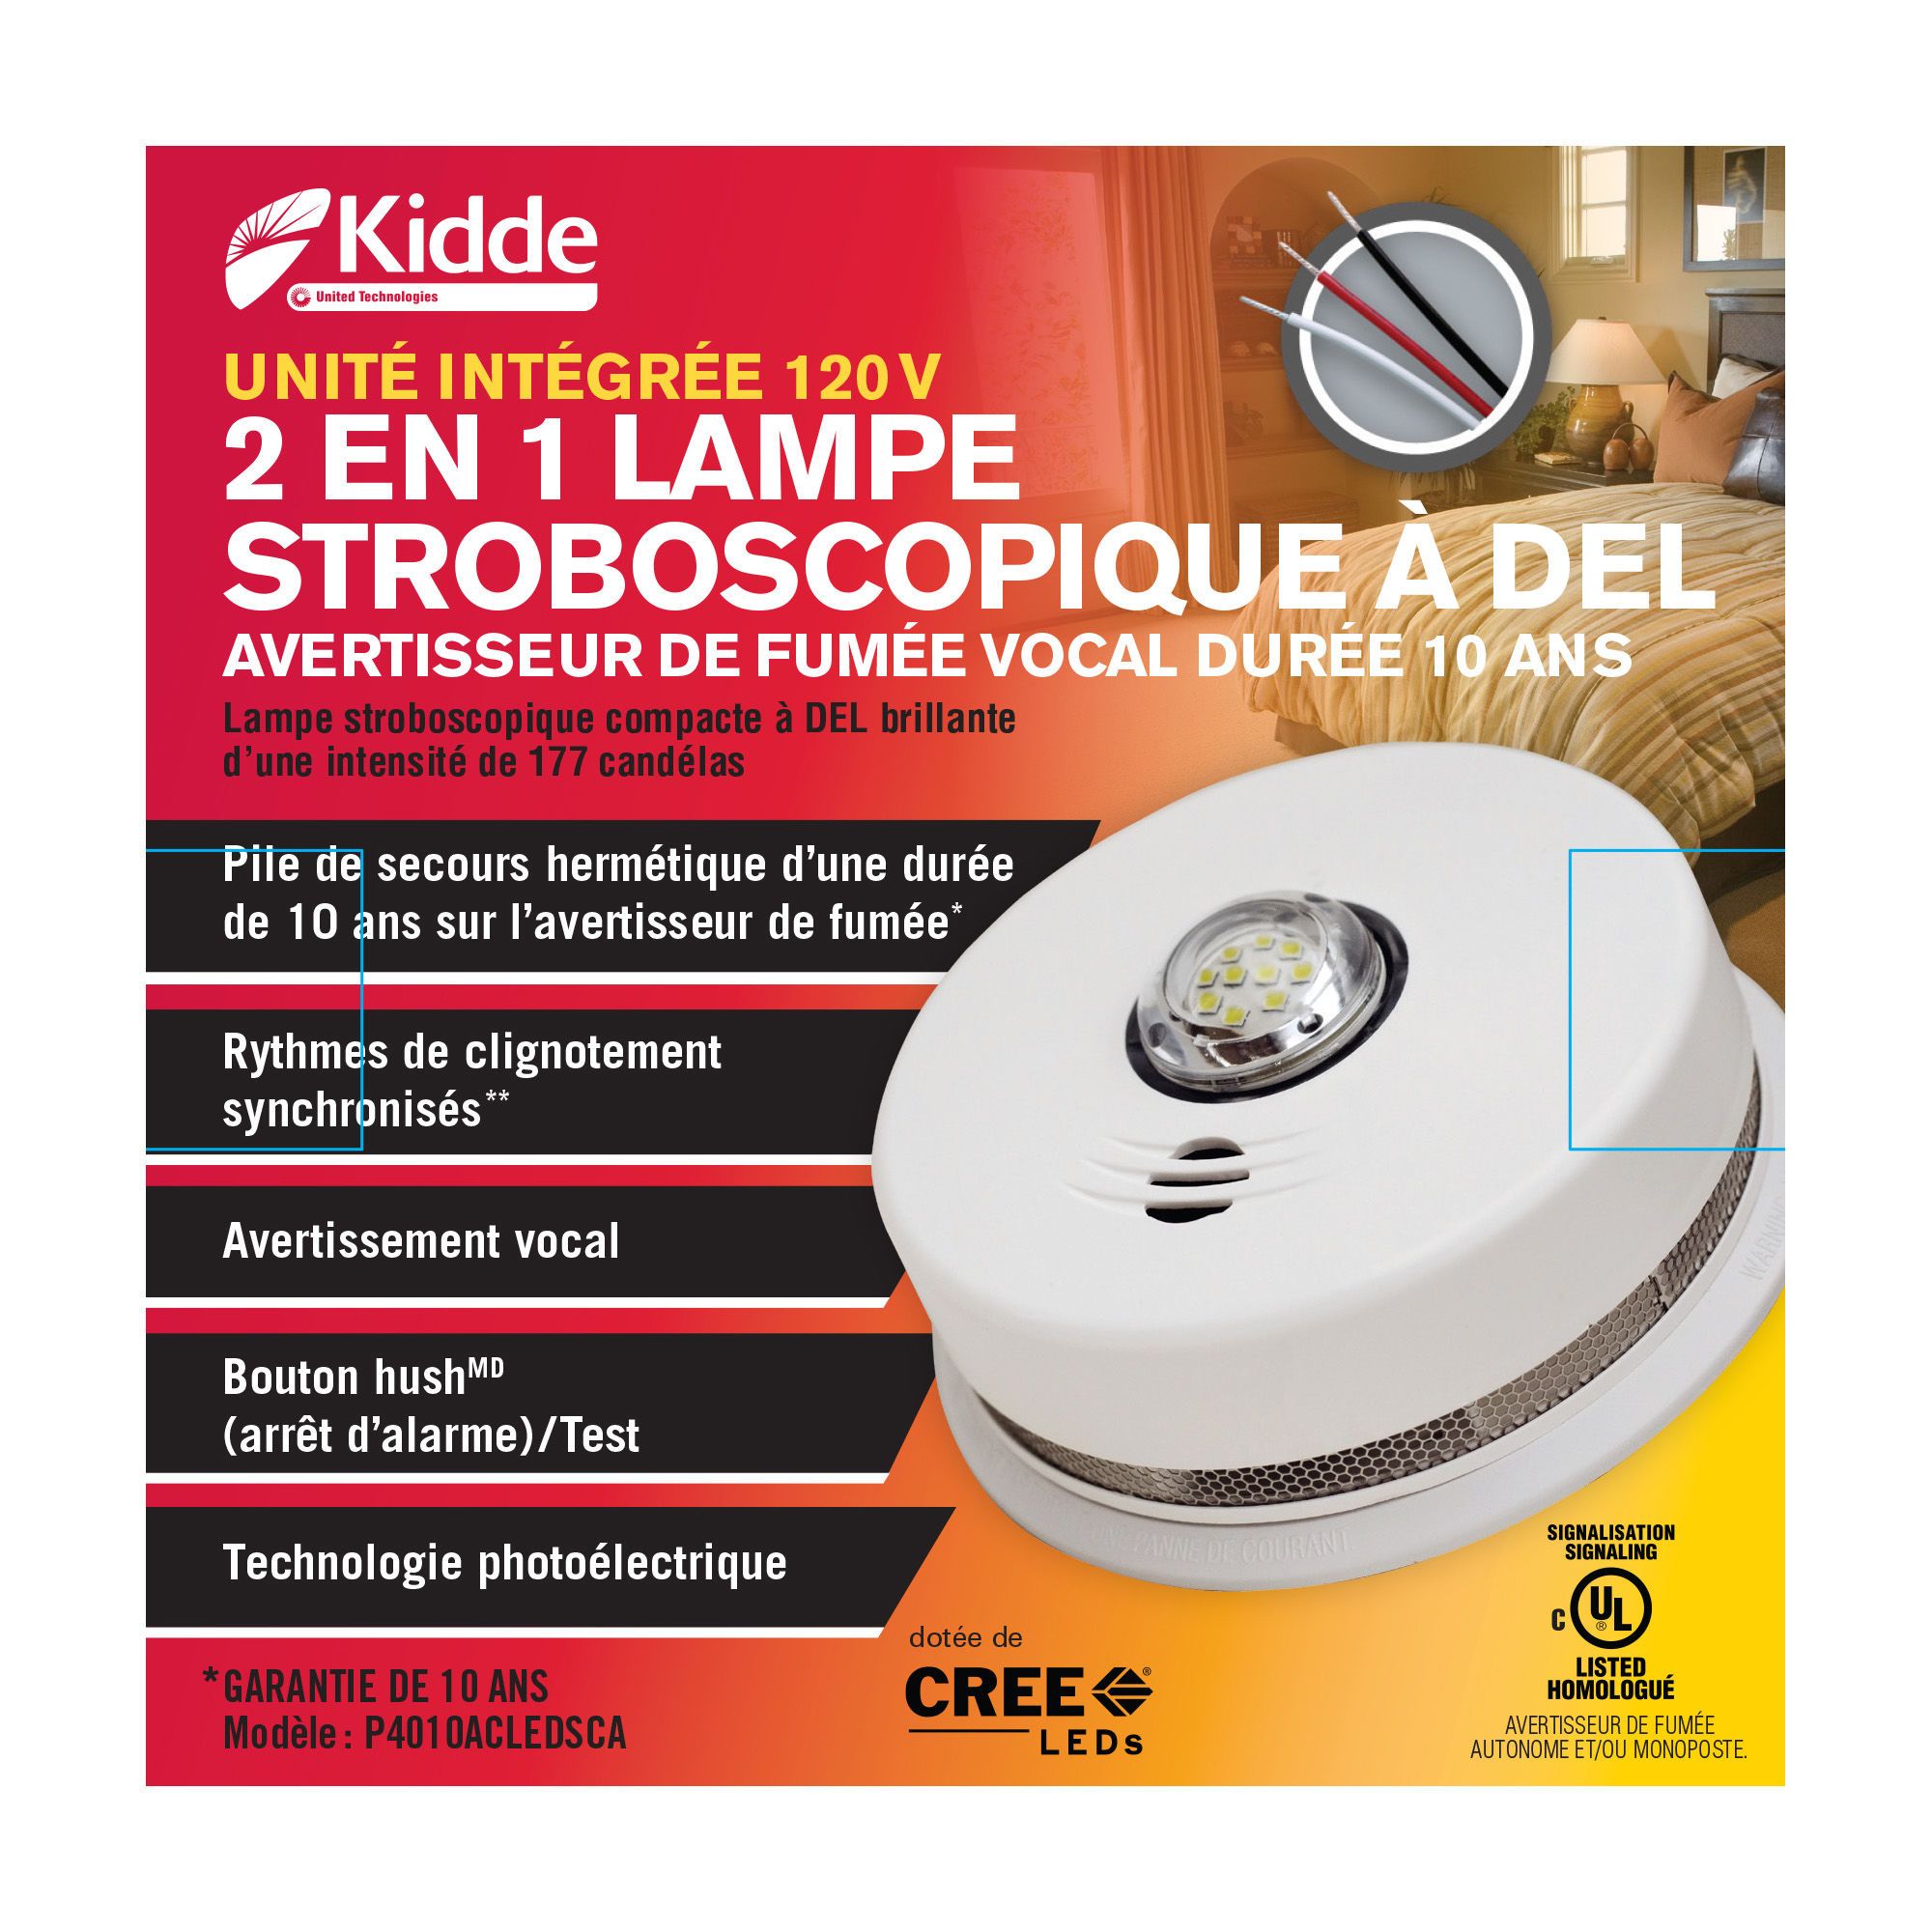 Kidde
United Technologies
UNITÉ INTÉGRÉE 120 V
2 EN 1 LAMPE
STROBOSCOPIQUE À DEL
AVERTISSEUR DE FUMÉE VOCAL DURÉE 10 ANS
Lampe stroboscopique compacte à DEL brillante
d'une intensité de 177 candélas
Pile de secours hermétique d'une durée
de 10 ans sur l'avertisseur de fumée*
Rythmes de clignotement
synchronisés**
Avertissement vocal
Bouton hushMD
(arrêt d'alarme)/Test
Technologie photoélectrique
*GARANTIE DE 10 ANS
Modèle : P4010ACLEDSCA
dotée de
CREE®
LEDs
WARNING
PANNE DE COURANT
SIGNALISATION
SIGNALING
C UL ®
LISTED
HOMOLOGUÉ
AVERTISSEUR DE FUMÉE
AUTONOME ET/OU MONOPOSTE.